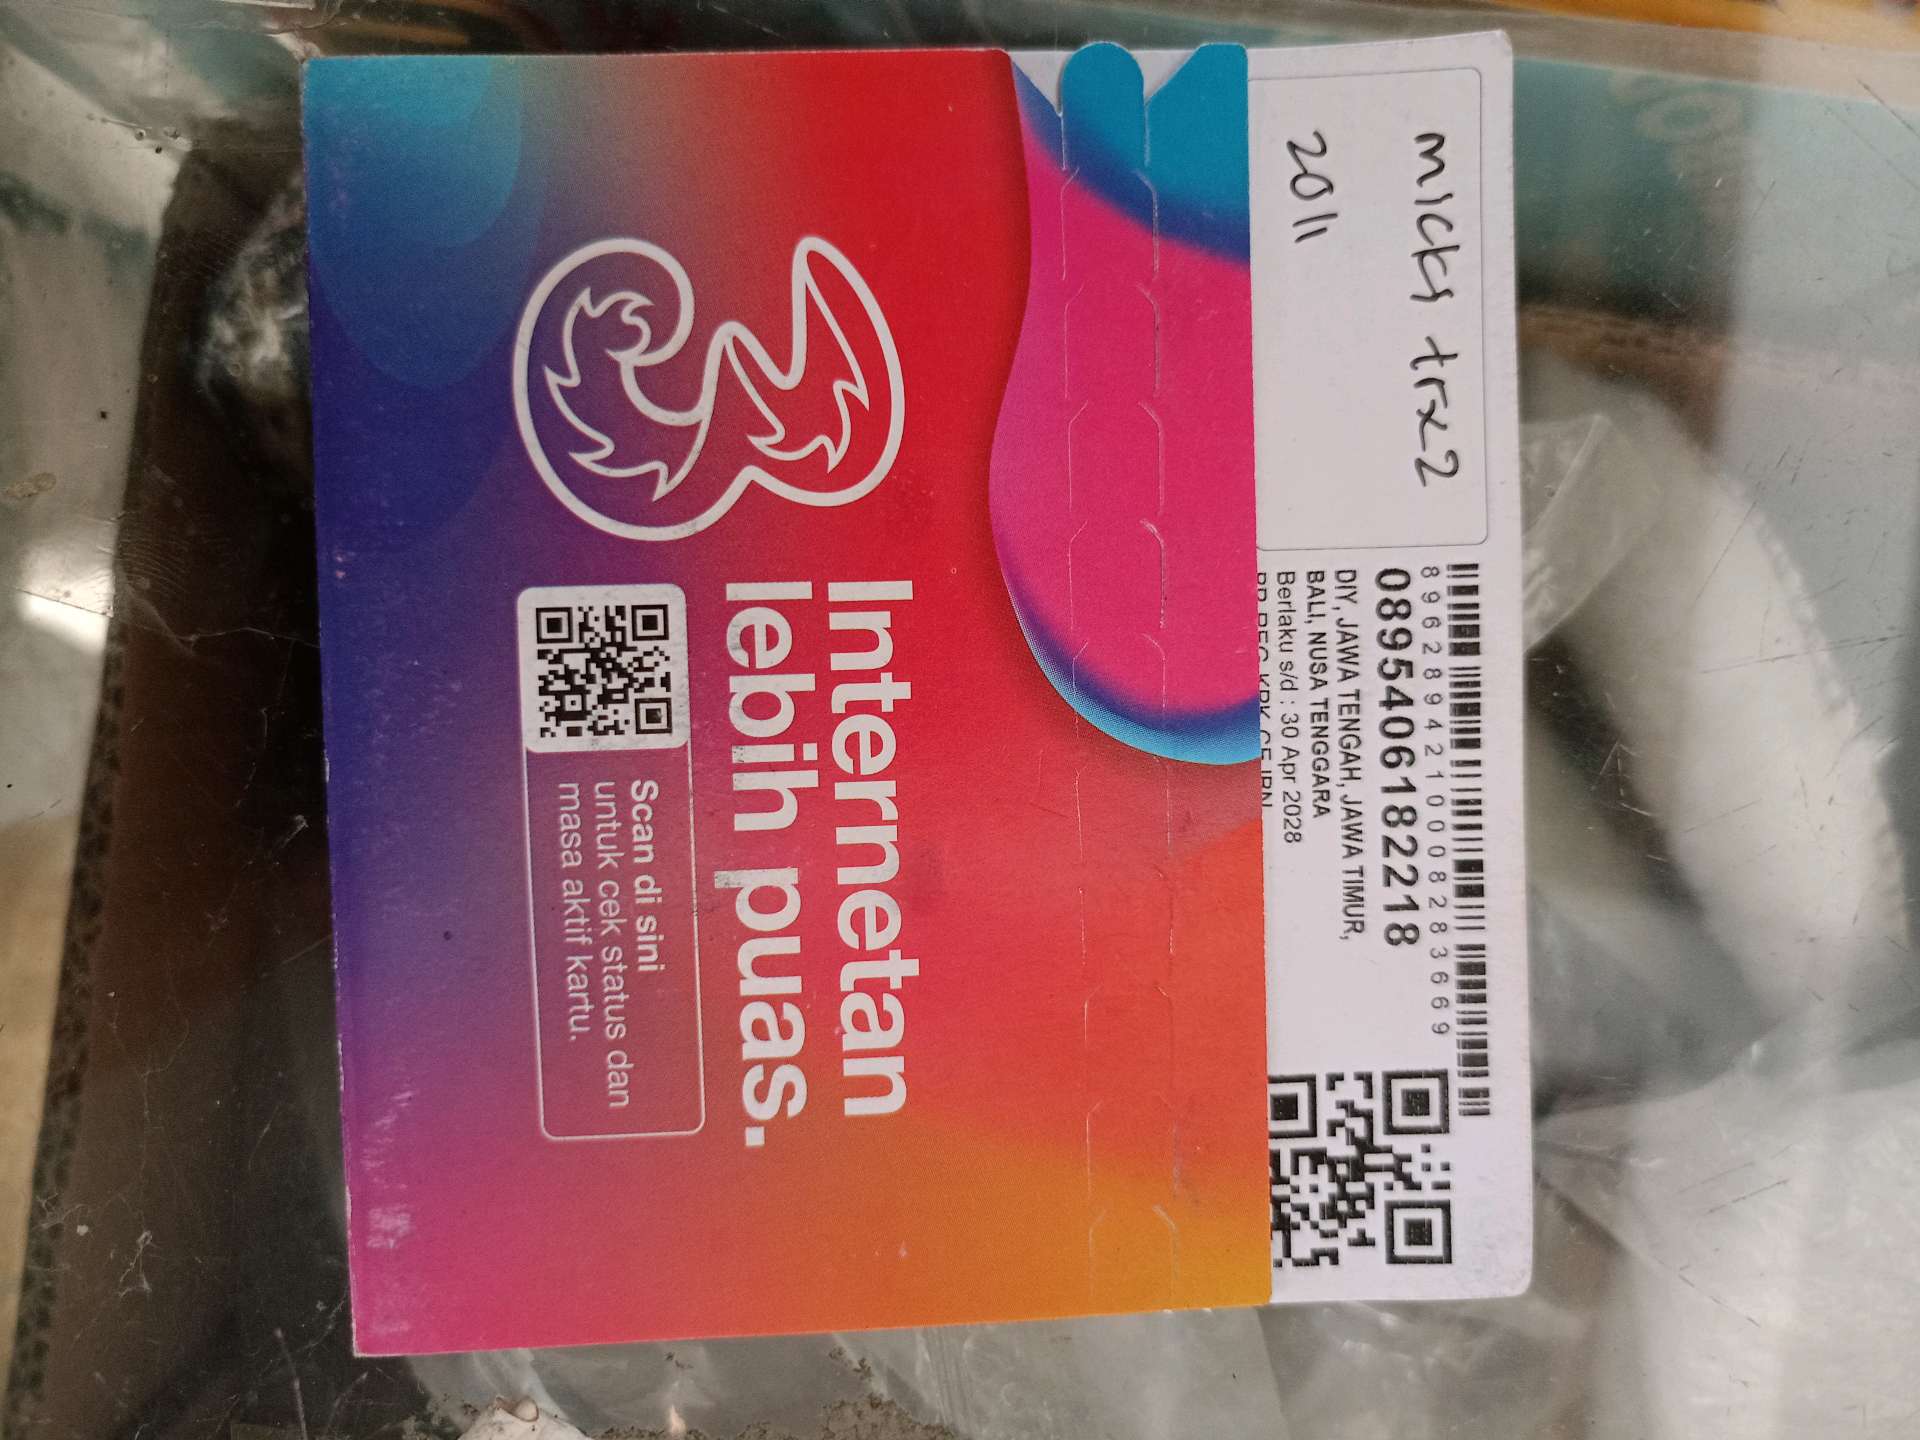 micky trx2
2011
8962894210008283669
0895406182218
DIY, JAWA TENGAH, JAWA TIMUR,
BALI, NUSA TENGGARA
Berlaku s/d : 30 Apr 2028
Internetan
lebih puas.
Scan di sini
untuk cek status dan
masa aktif kartu.